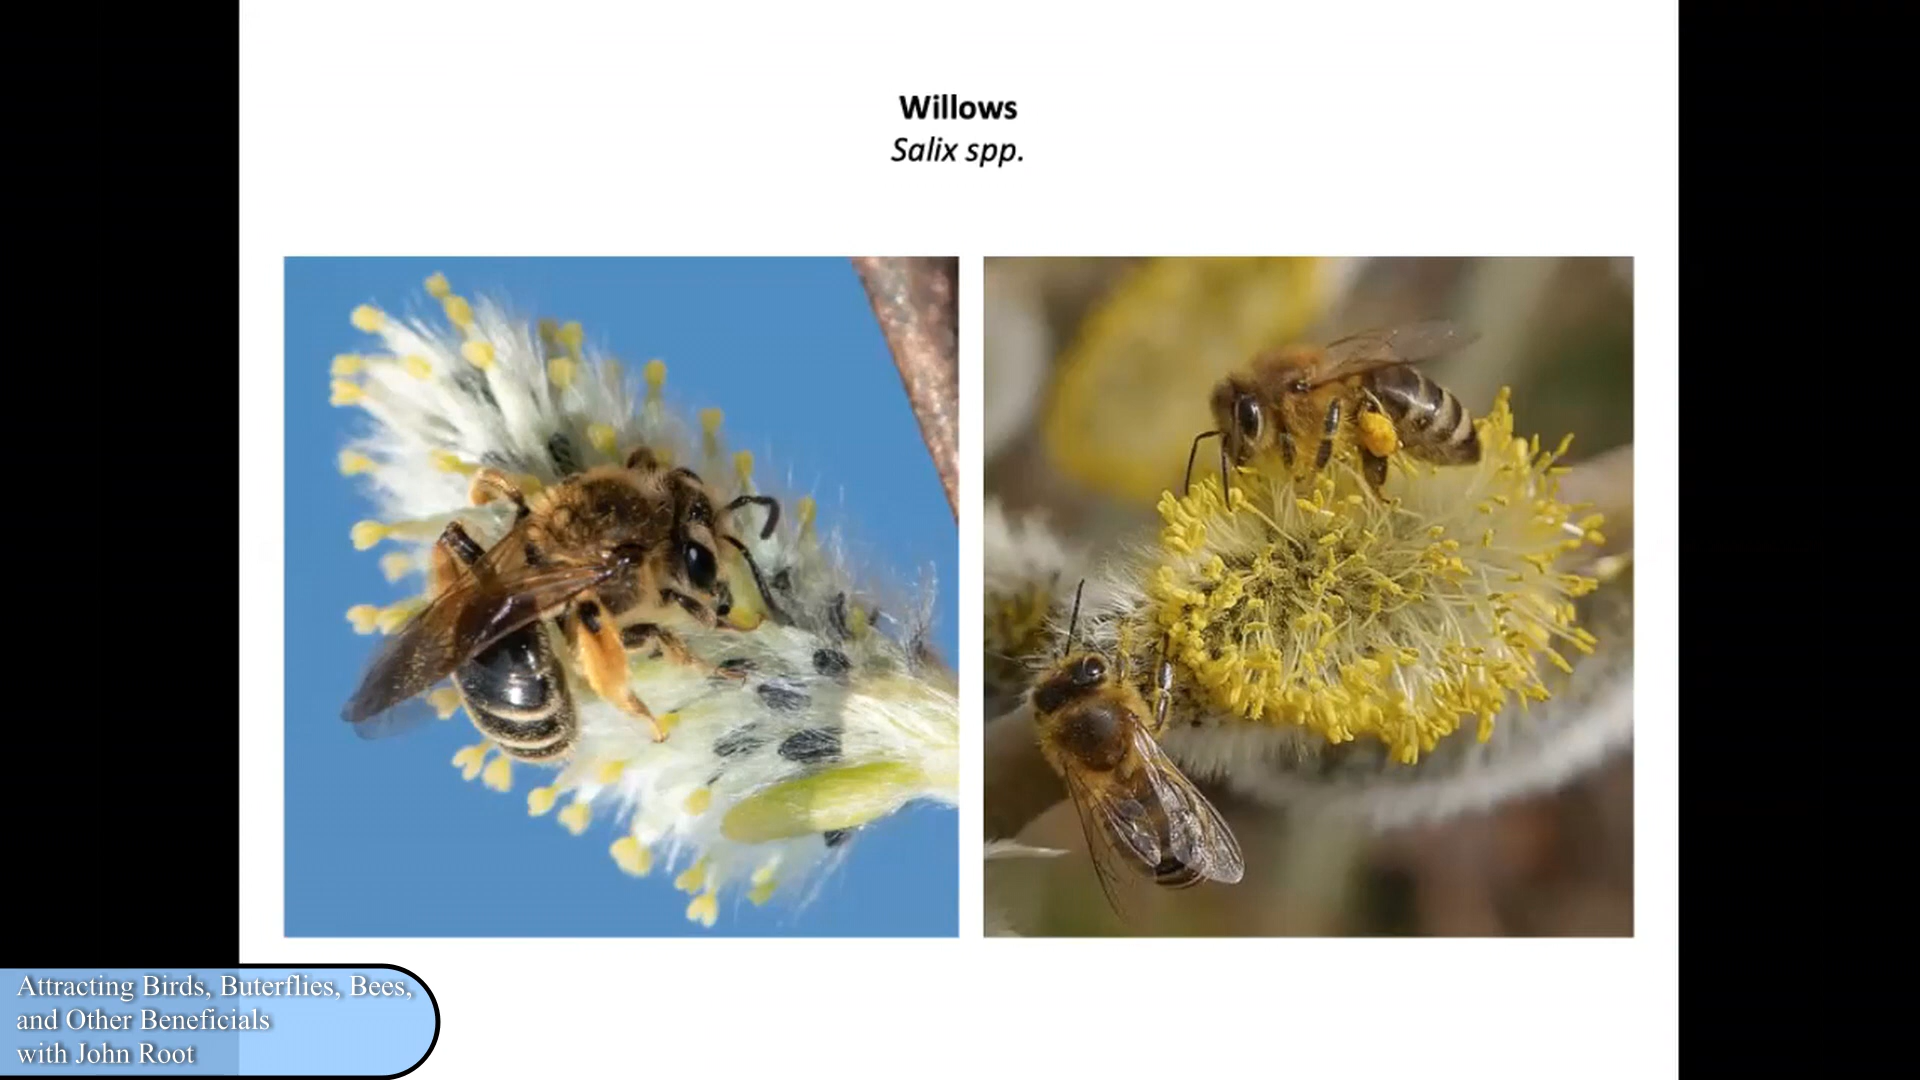 Willows
Salix spp.
Attracting Birds, Buterflies, Bees,
and Other Beneficials
with John Root